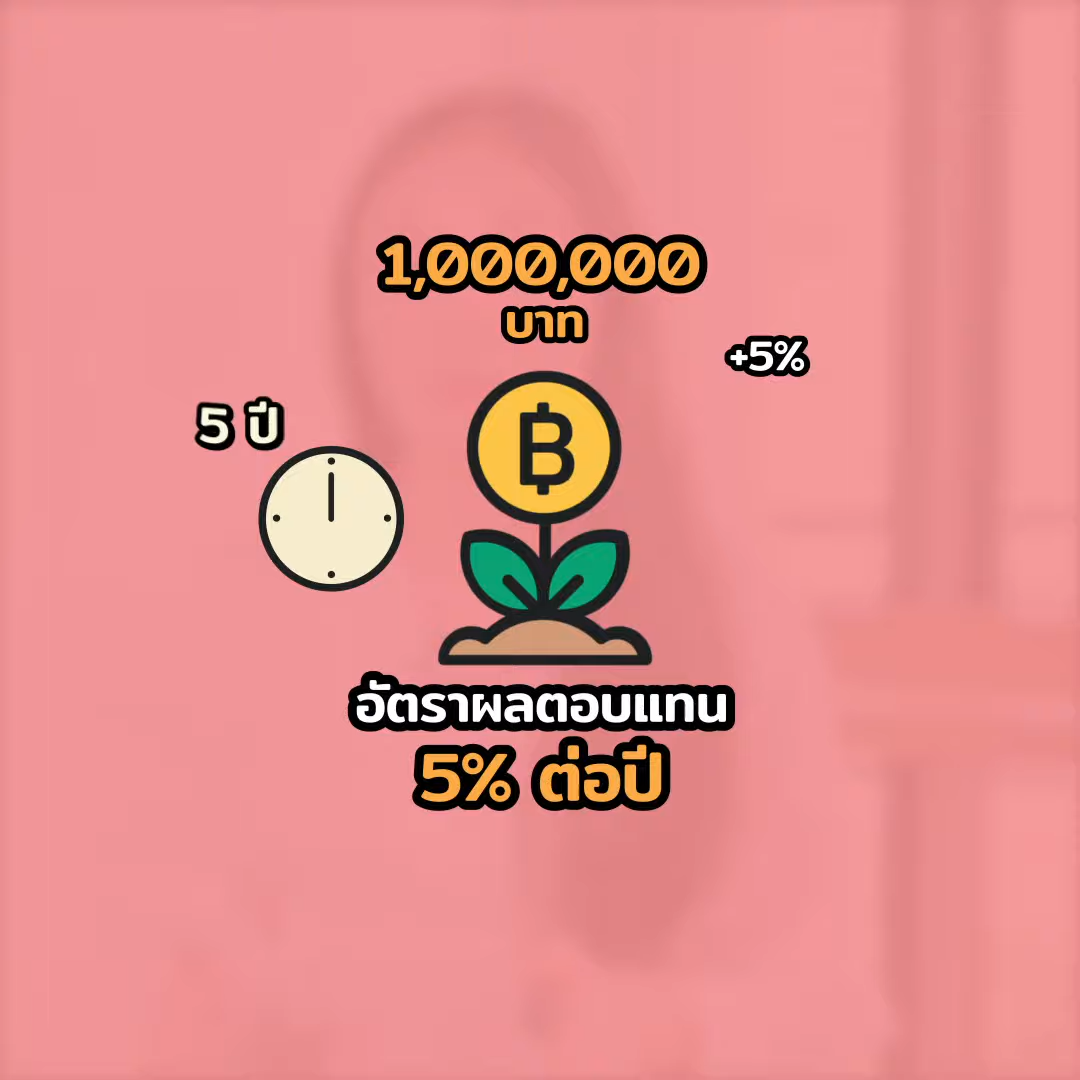 1,000,000
บาท
+5%
5 ปี
฿
อัตราผลตอบแทน
5% ต่อปี